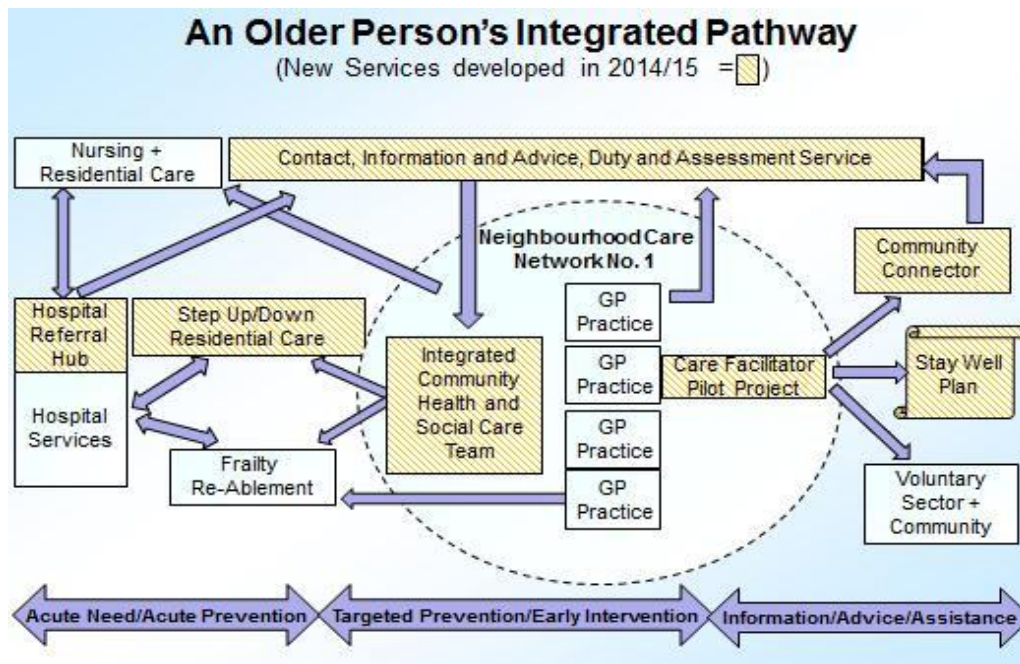 An Older Person's Integrated Pathway
(New Services developed in 2014/15 = )
Nursing +
Residential Care
Contact, Information and Advice, Duty and Assessment Service
Neighbourhood Care
Network No. 1
Community
Connector
Hospital
Referral
Hub
Step Up/Down
Residential Care
Integrated
Community
Health and
Social Care
Team
GP
Practice
GP
Practice
GP
Practice
GP
Practice
Care Facilitator
Pilot Project
Stay Well
Plan
Hospital
Services
Frailty
Re-Ablement
Voluntary
Sector +
Community
Acute Need/Acute Prevention
Targeted Prevention/Early Intervention
Information/Advice/Assistance